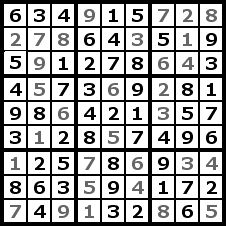 6 3 4 9 1 5 7 2 8
2 7 8 6 4 3 5 1 9
5 9 1 2 7 8 6 4 3
4 5 7 3 6 9 2 8 1
9 8 6 4 2 1 3 5 7
3 1 2 8 5 7 4 9 6
1 2 5 7 8 6 9 3 4
8 6 3 5 9 4 1 7 2
7 4 9 1 3 2 8 6 5